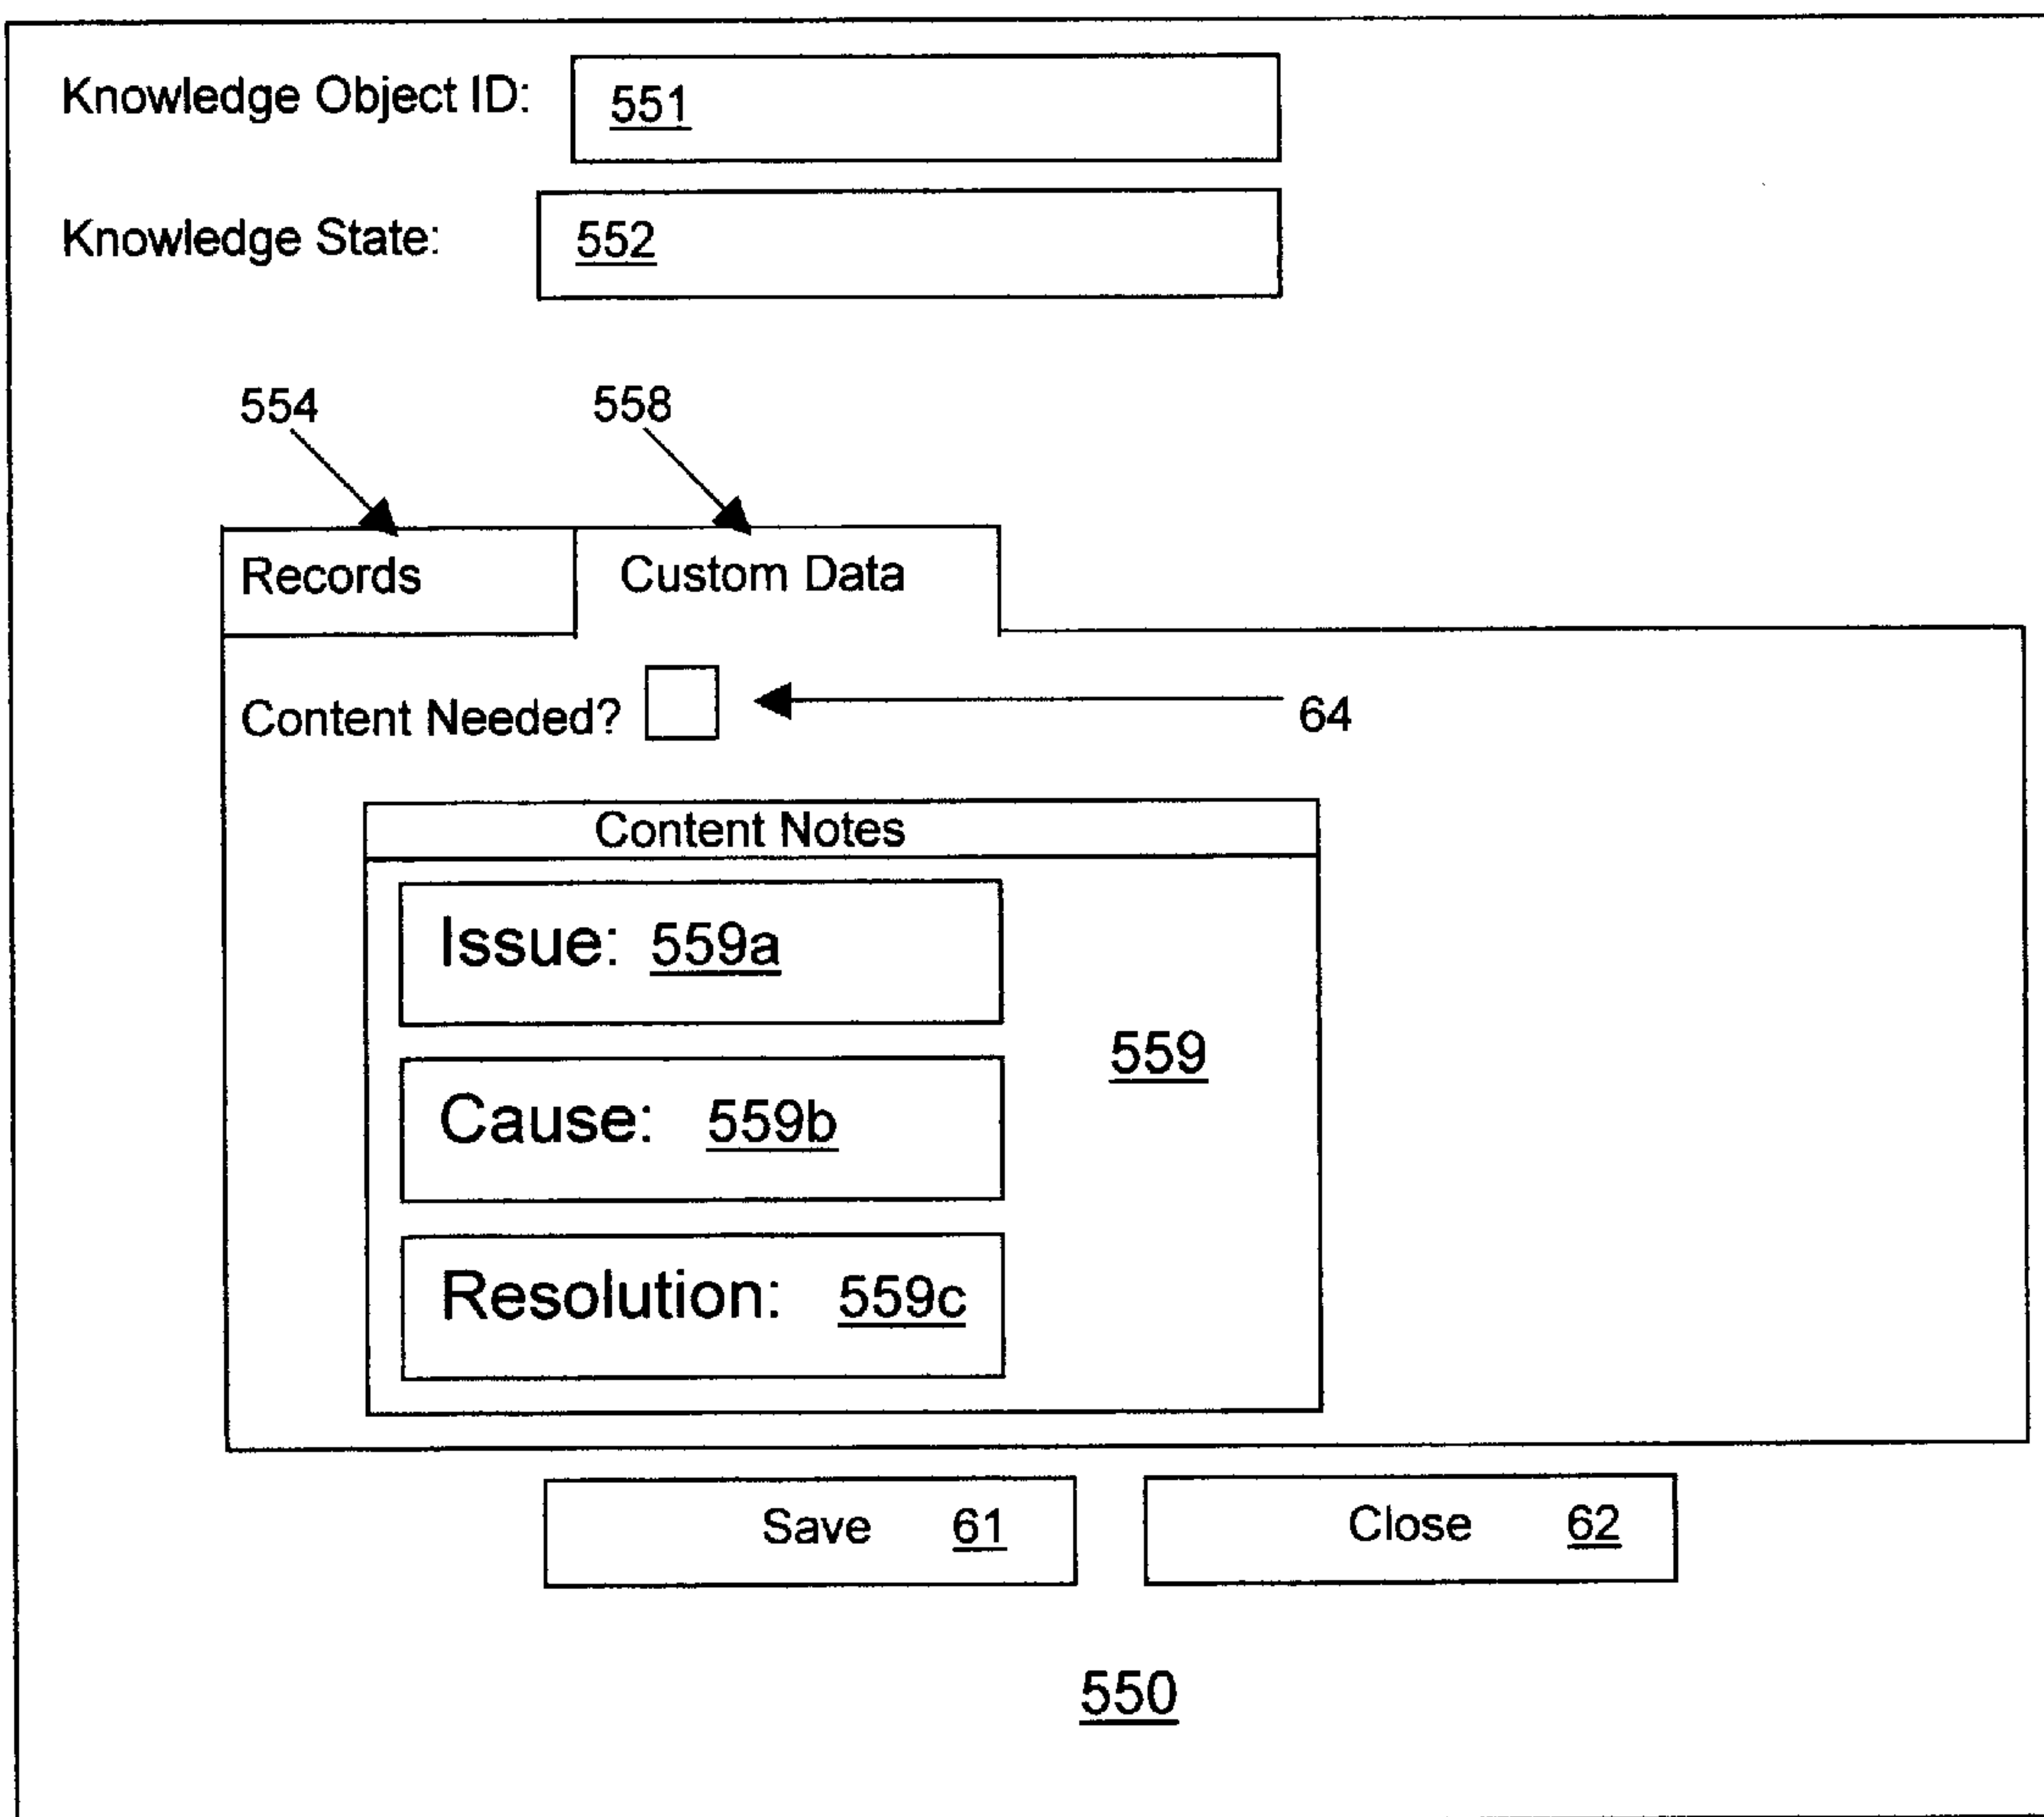 Knowledge Object ID: 551
Knowledge State: 552
554 558
Records Custom Data
Content Needed? 64
Content Notes
Issue: 559a
559
Cause: 559b
Resolution: 559c
Save 61 Close 62
550